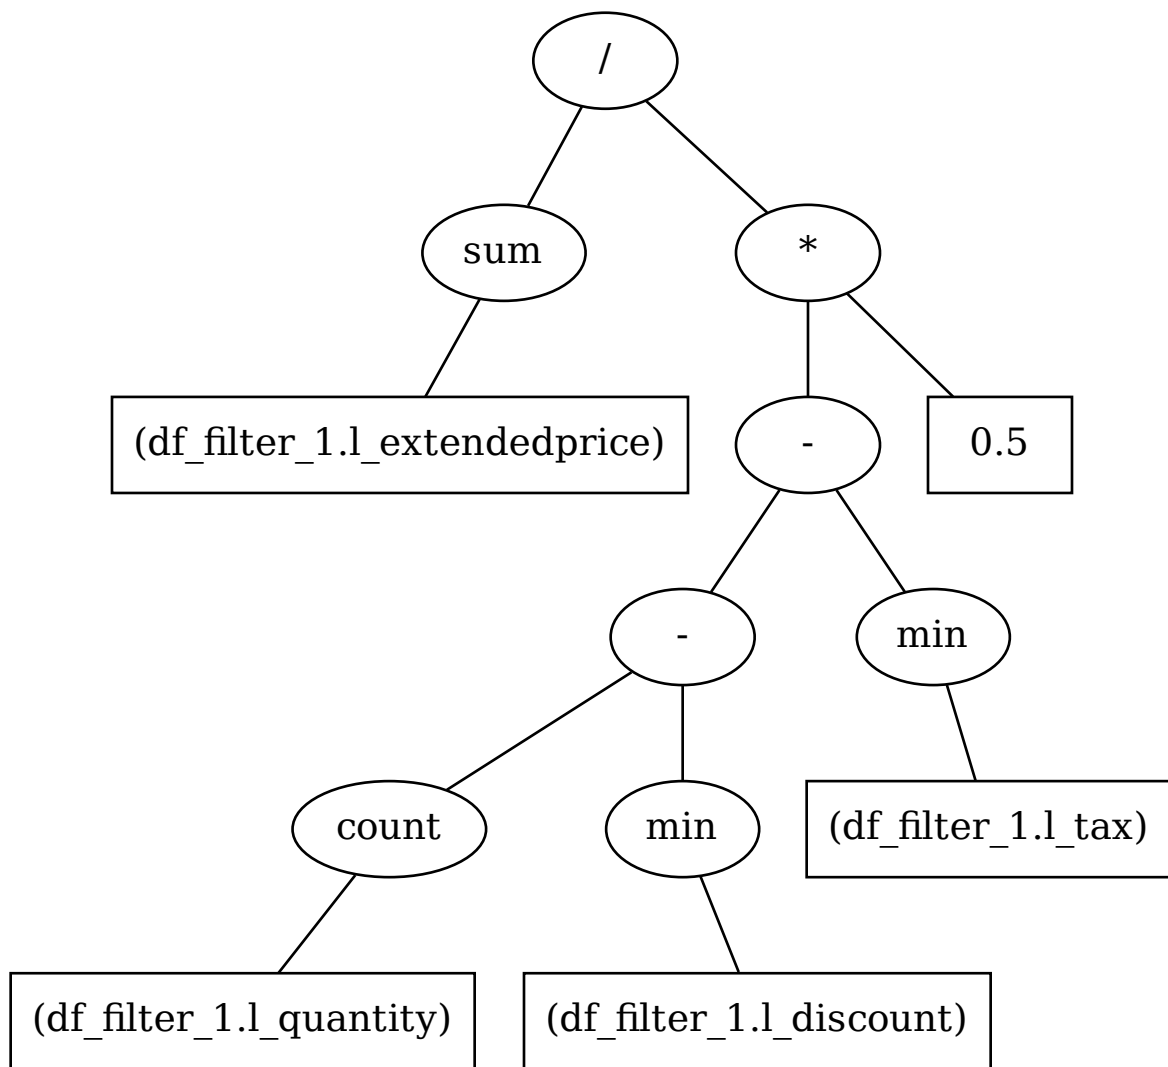 /
sum
*
(df_filter_1.l_extendedprice)
-
0.5
-
min
count
min
(df_filter_1.l_tax)
(df_filter_1.l_quantity)
(df_filter_1.l_discount)